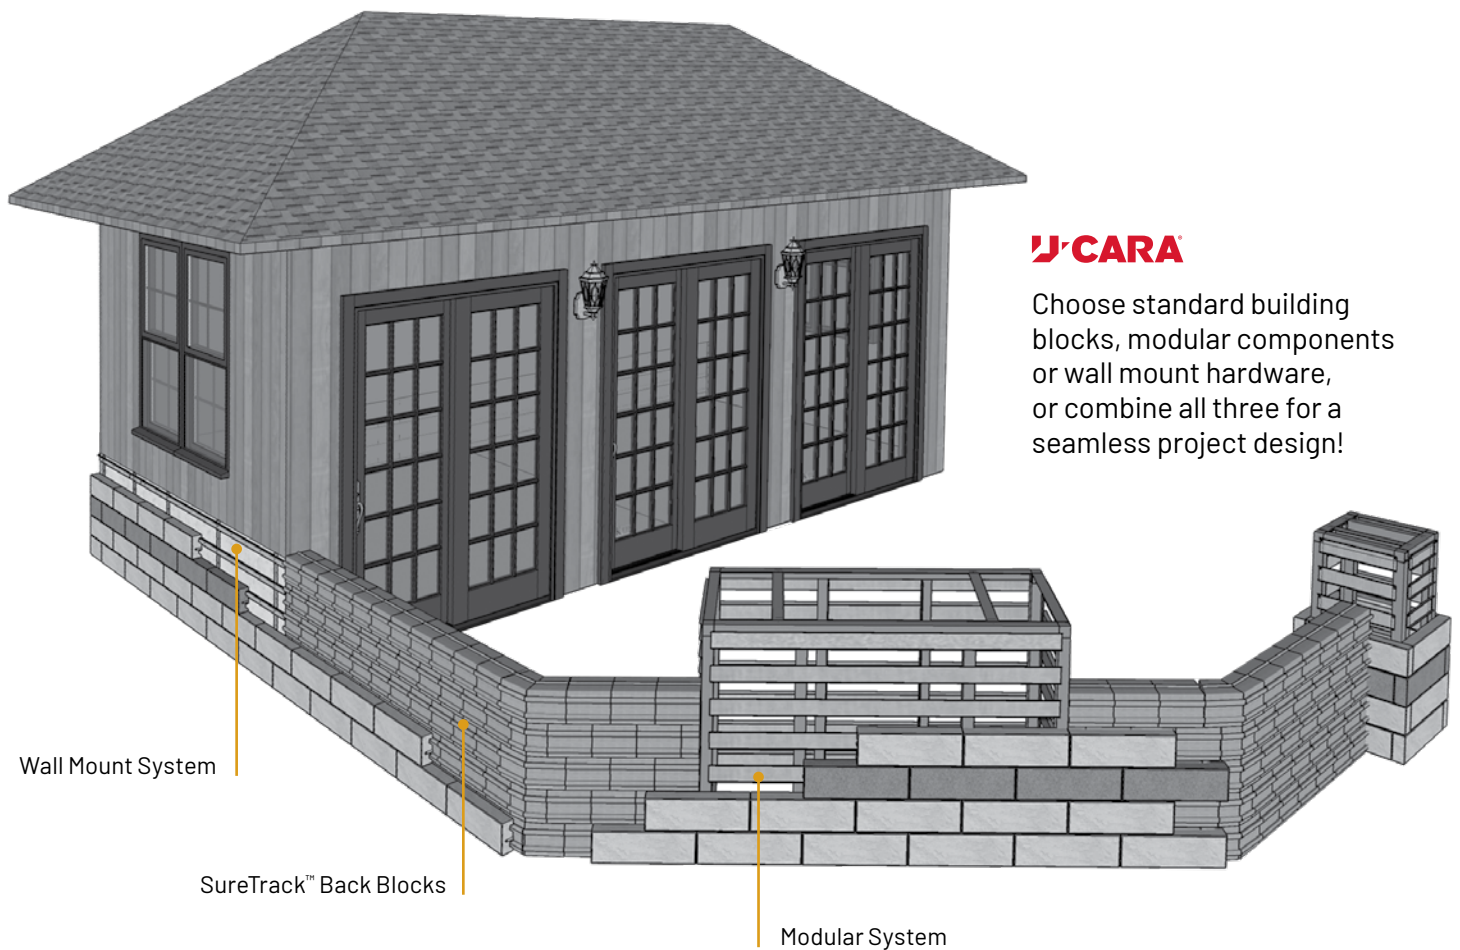 U-CARA®
Choose standard building
blocks, modular components
or wall mount hardware,
or combine all three for a
seamless project design!
Wall Mount System
SureTrack™ Back Blocks
Modular System